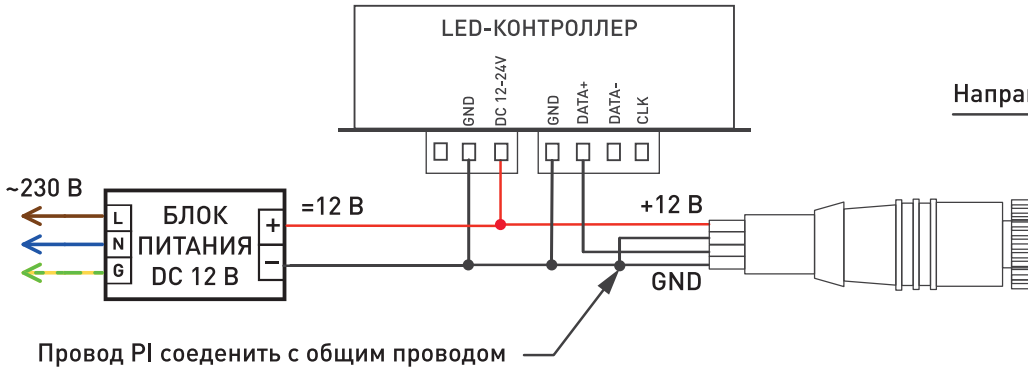 LED-КОНТРОЛЛЕР
GND
DC 12-24V
GND
DATA+
DATA-
CLK
Направ
~230 В
L
N
G
БЛОК
ПИТАНИЯ
DC 12 В
+
−
=12 В
+12 В
GND
Провод PI соеденить с общим проводом